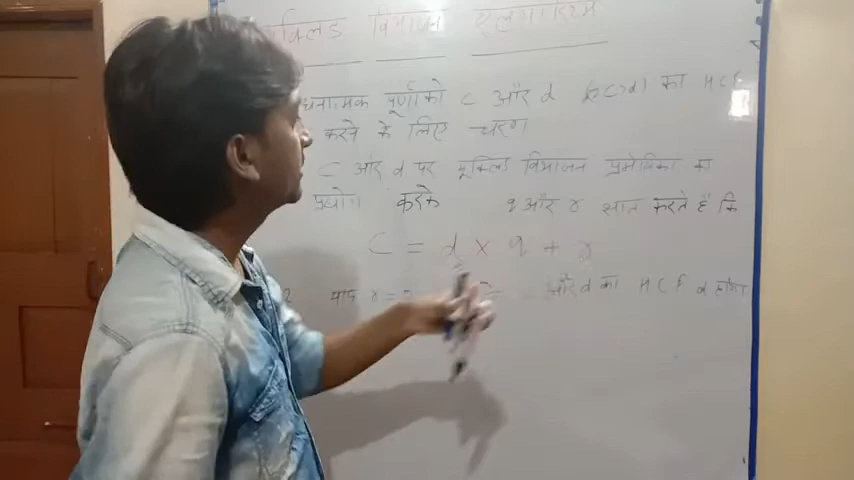 विभाजन एल्गोरिथ्म
धनात्मक पूर्णांको C और d (C>d) का HCF
करने के लिए चरण
C और d पर यूक्लिड विभाजन प्रमेयिका का
प्रयोग करके q और r ज्ञात करते हैं कि
C = d × q + r
2 यदि r = और d का HCF d होगा